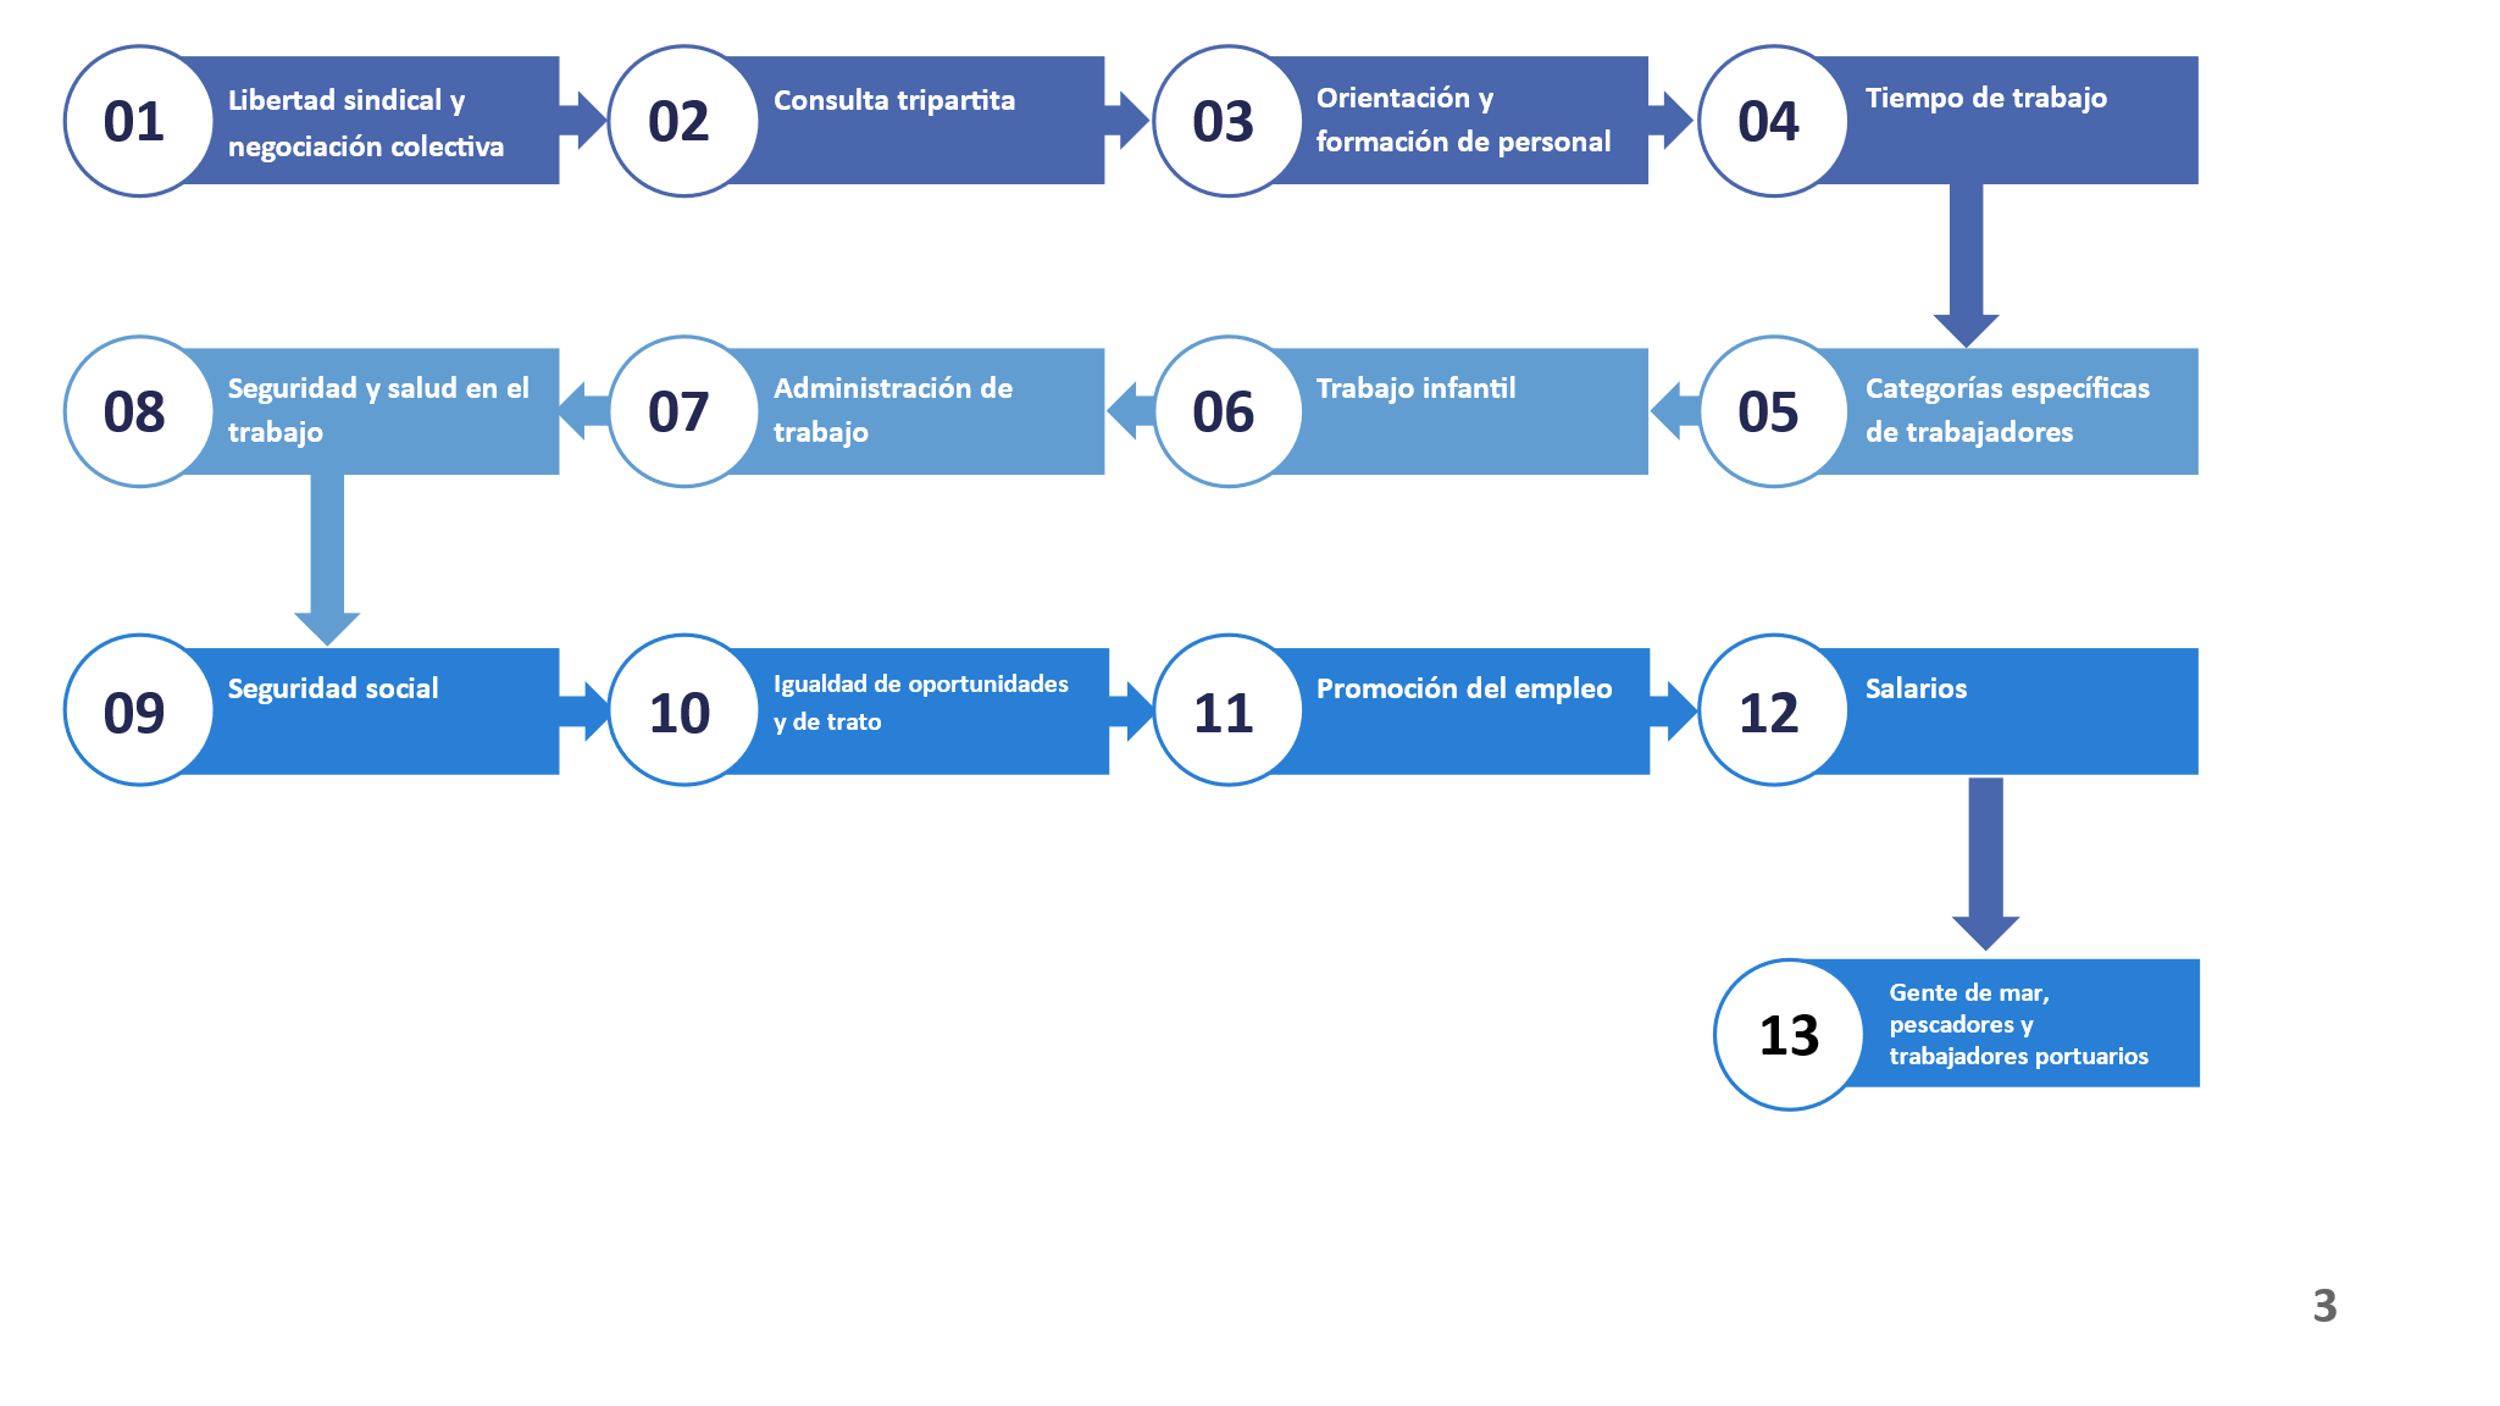 01
Libertad sindical y
negociación colectiva
02
Consulta tripartita
03
Orientación y
formación de personal
04
Tiempo de trabajo
05
Categorías específicas
de trabajadores
06
Trabajo infantil
07
Administración de
trabajo
08
Seguridad y salud en el
trabajo
09
Seguridad social
10
Igualdad de oportunidades
y de trato
11
Promoción del empleo
12
Salarios
13
Gente de mar,
pescadores y
trabajadores portuarios
3